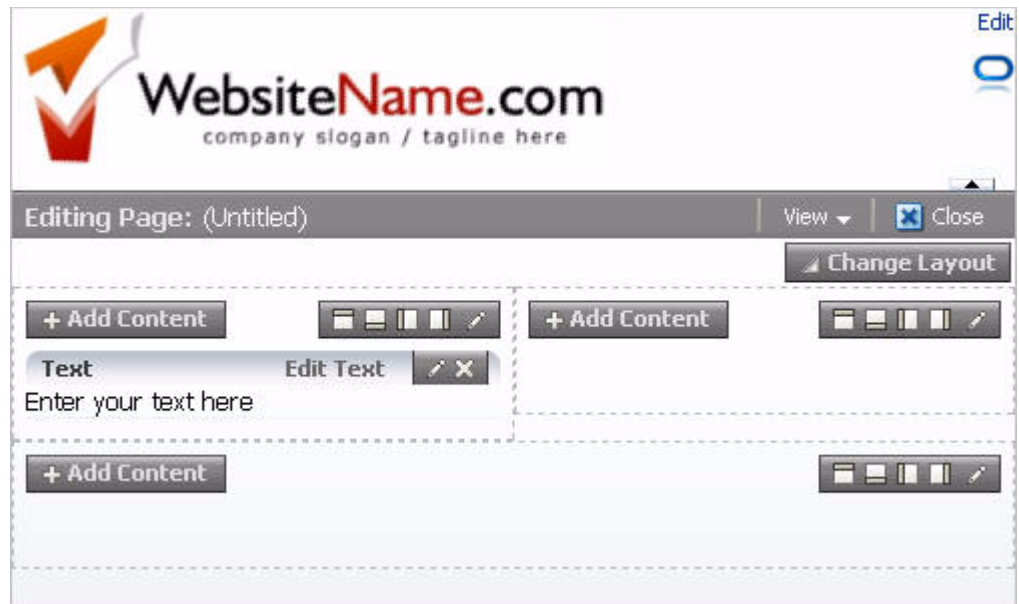 Edit
WebsiteName.com
company slogan / tagline here
Editing Page: (Untitled)
View
Close
Change Layout
+ Add Content
+ Add Content
Text
Edit Text
Enter your text here
+ Add Content